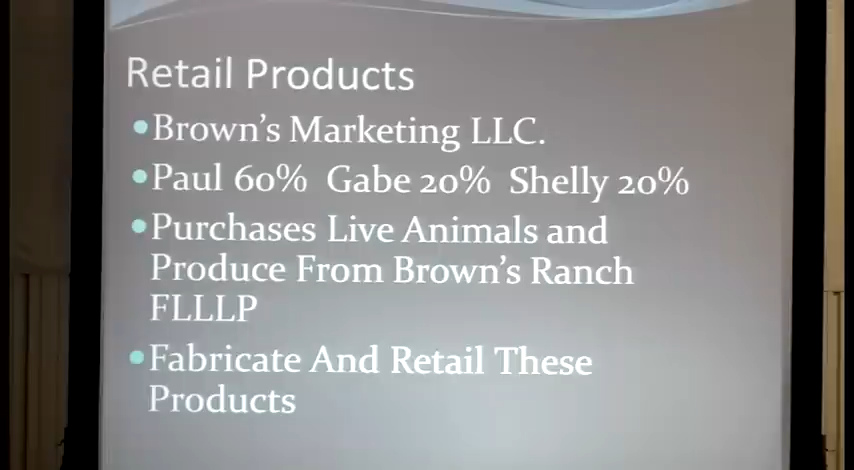 Retail Products
•Brown's Marketing LLC.
•Paul 60% Gabe 20% Shelly 20%
•Purchases Live Animals and
Produce From Brown's Ranch
FLLLP
•Fabricate And Retail These
Products